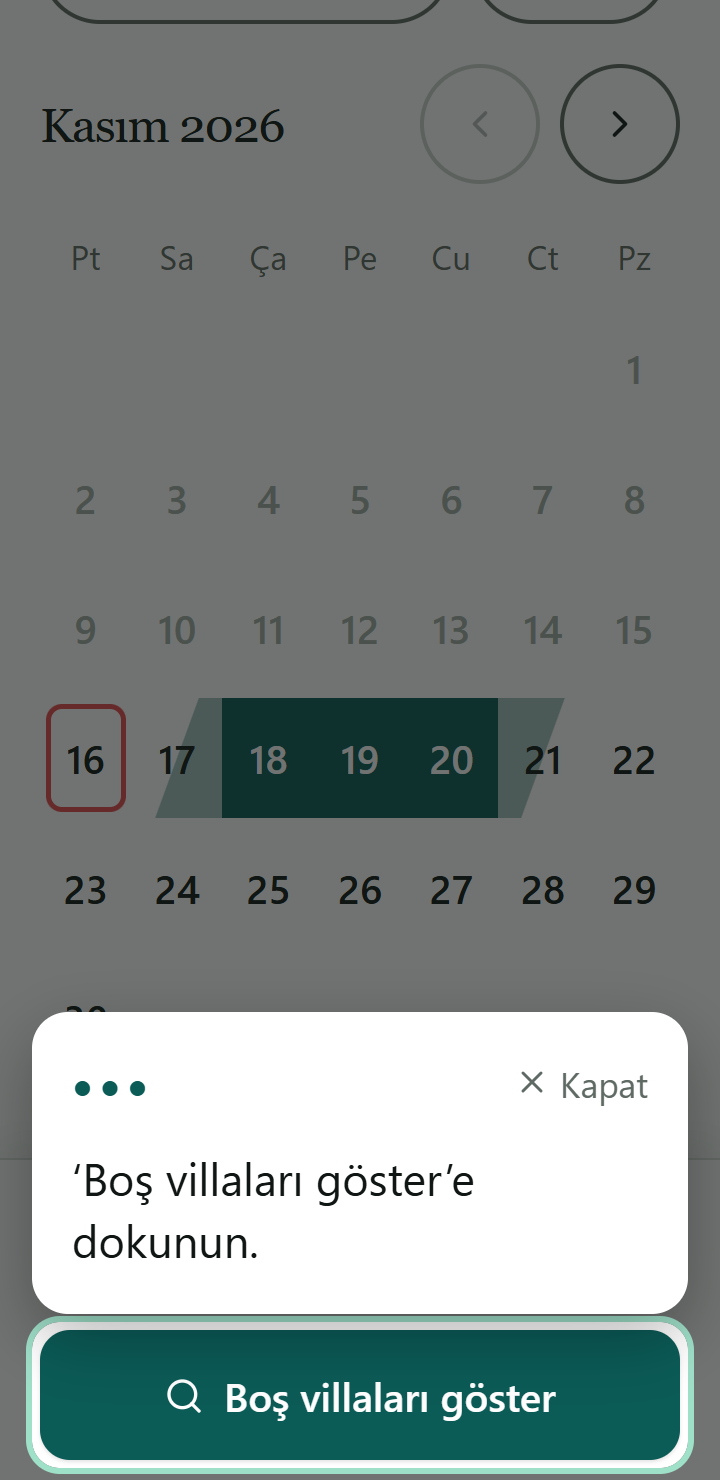 Kasım 2026
Pt Sa Ça Pe Cu Ct Pz
1
2 3 4 5 6 7 8
9 10 11 12 13 14 15
16 17 18 19 20 21 22
23 24 25 26 27 28 29
Kapat
‘Boş villaları göster’e
dokunun.
Boş villaları göster